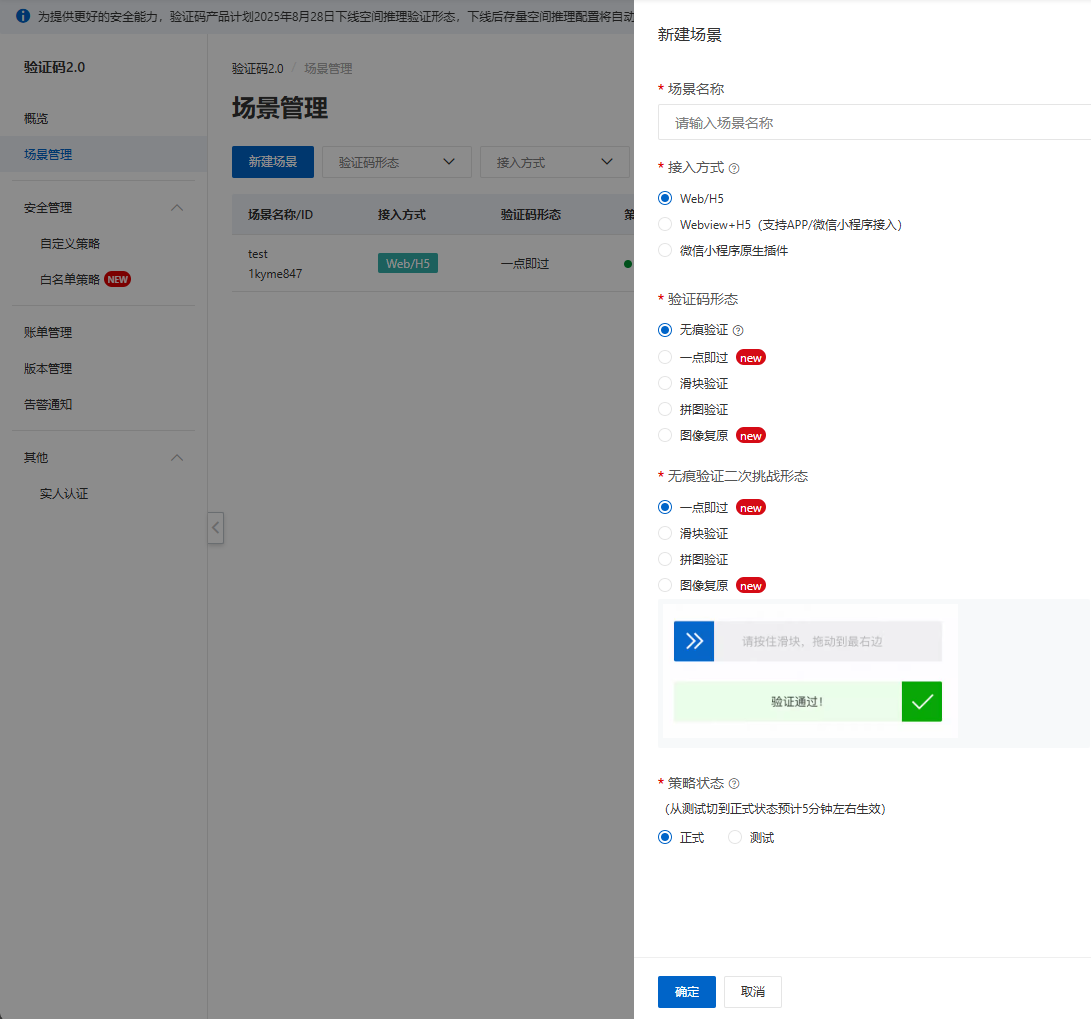 为提供更好的安全能力，验证码产品计划2025年8月28日下线空间推理验证形态，下线后存量空间推理配置将自动
验证码2.0
概览
场景管理
安全管理
自定义策略
白名单策略 NEW
账单管理
版本管理
告警通知
其他
实人认证
验证码2.0 / 场景管理
场景管理
新建场景 验证码形态 接入方式
场景名称/ID 接入方式 验证码形态 策
test
1kyme847
Web/H5 一点即过
新建场景
* 场景名称
请输入场景名称
* 接入方式
Web/H5
Webview+H5（支持APP/微信小程序接入）
微信小程序原生插件
* 验证码形态
无痕验证
一点即过 new
滑块验证
拼图验证
图像复原 new
* 无痕验证二次挑战形态
一点即过 new
滑块验证
拼图验证
图像复原 new
请按住滑块，拖动到最右边
验证通过！
* 策略状态
（从测试切到正式状态预计5分钟左右生效）
正式 测试
确定 取消